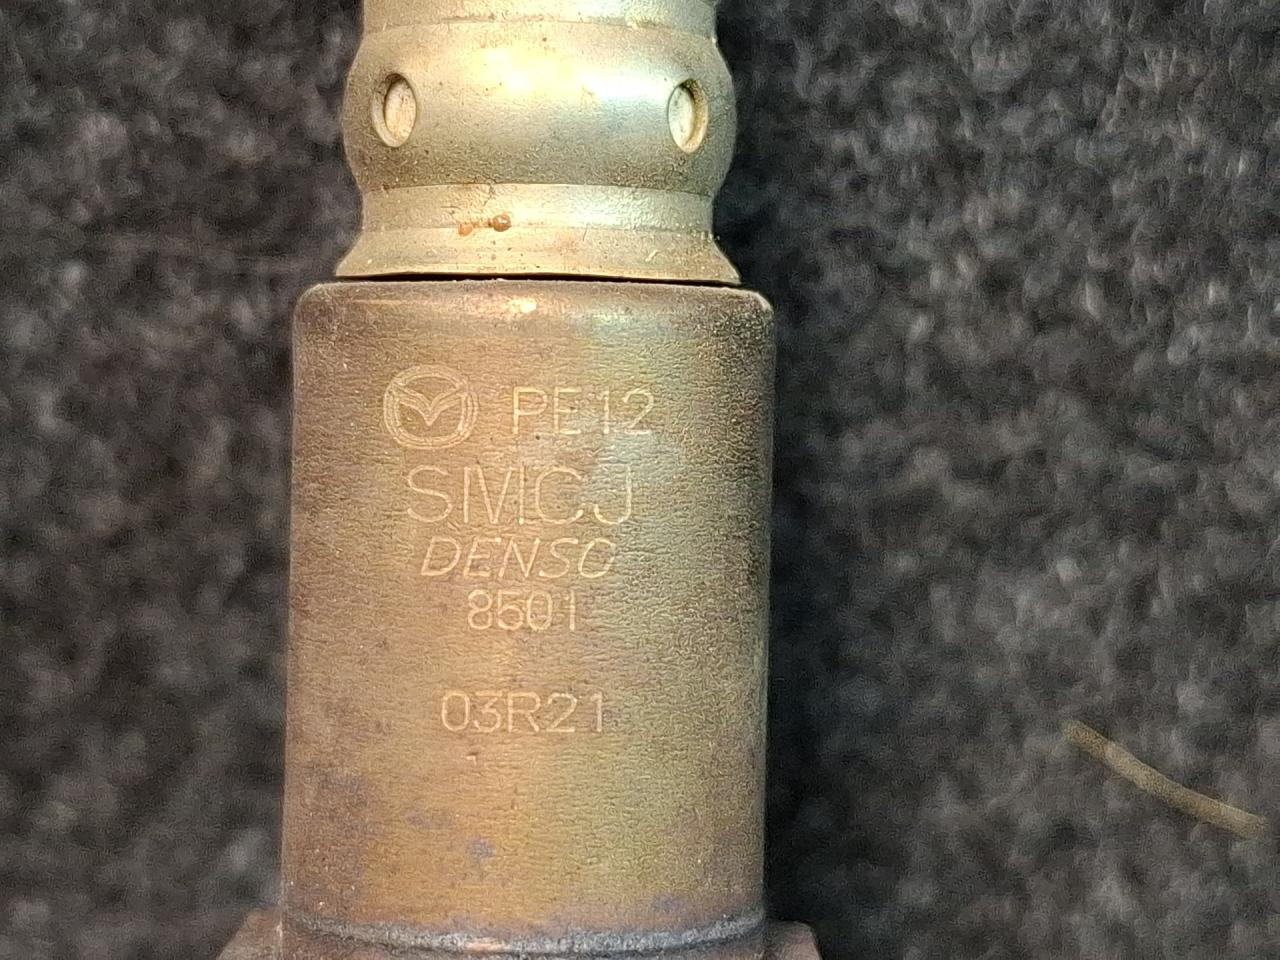 PE12
SMCJ
DENSO
8501
03R21